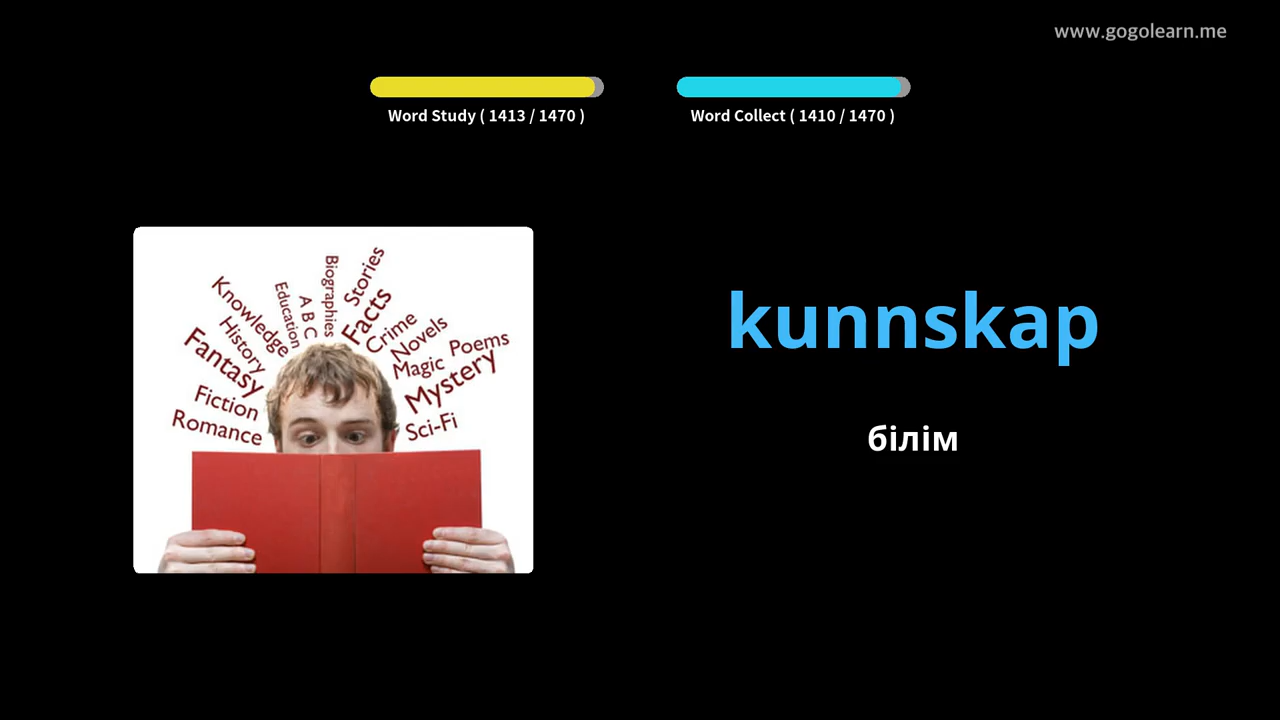 www.gogolearn.me
Word Study ( 1413 / 1470 )
Word Collect ( 1410 / 1470 )
Romance
Fiction
Fantasy
History
Knowledge
Education
A B C
Biographies
Stories
Facts
Crime
Novels
Magic
Poems
Mystery
Sci-Fi
kunnskap
білім